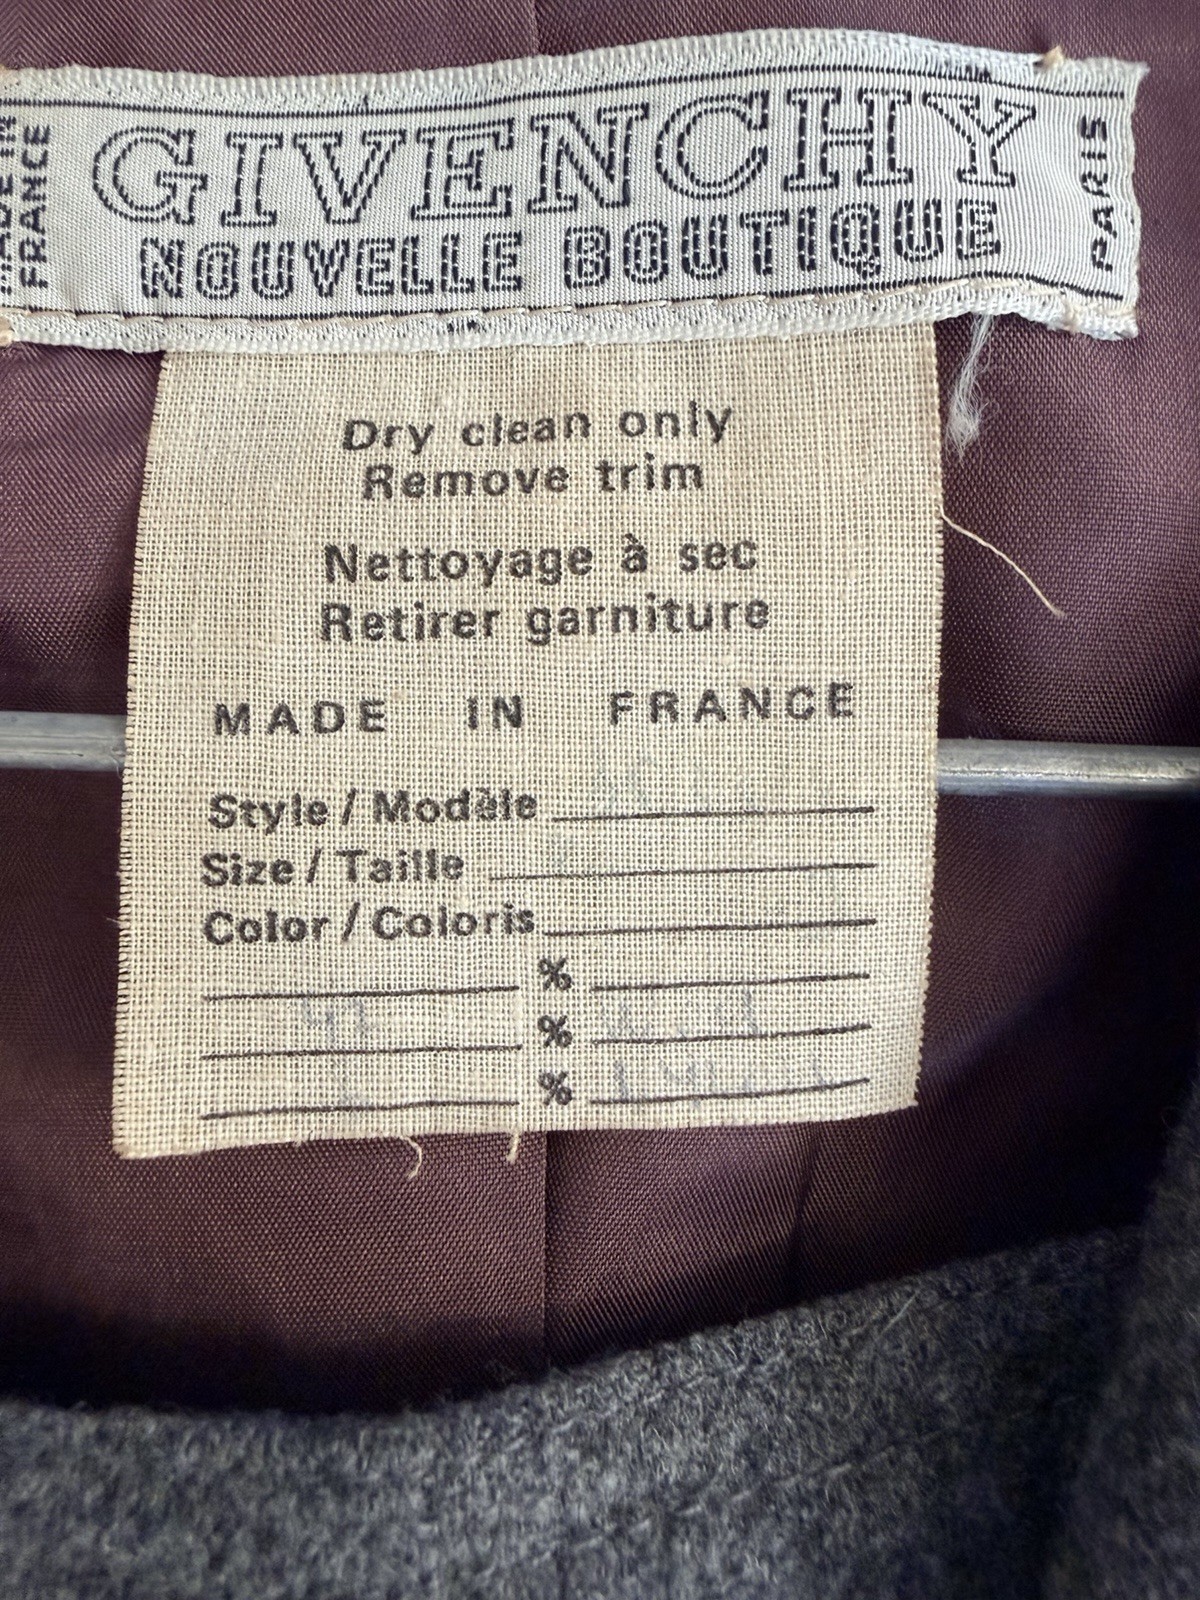 MADE IN
FRANCE
GIVENCHY
NOUVELLE BOUTIQUE
PARIS
Dry clean only
Remove trim
Nettoyage à sec
Retirer garniture
MADE IN FRANCE
Style / Modèle
Size / Taille
Color / Coloris
%
%
%